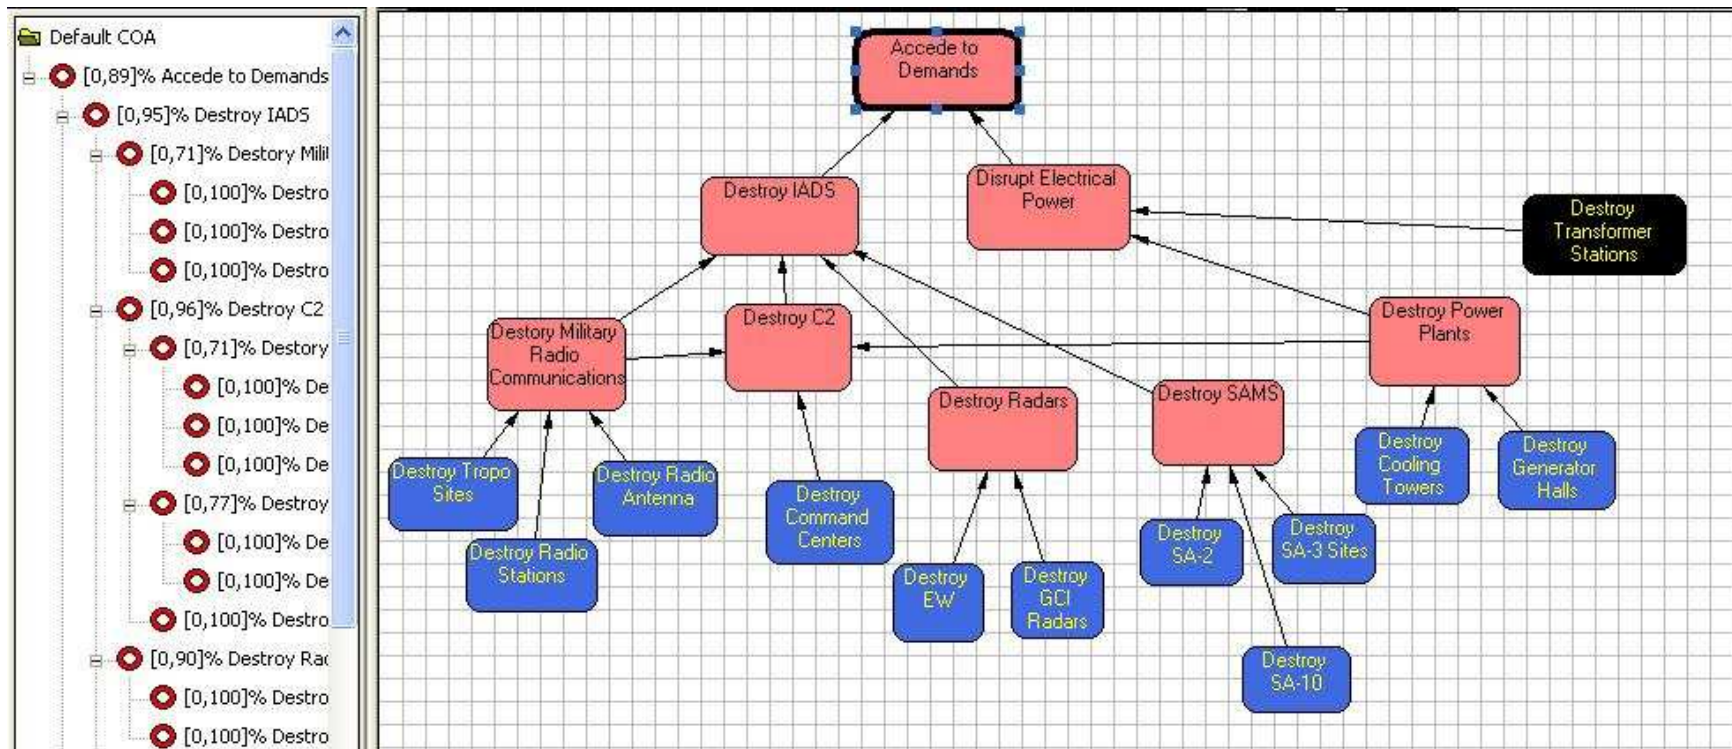 Default COA
[0,89]% Accede to Demands
[0,95]% Destroy IADS
[0,71]% Destory Mili
[0,100]% Destro
[0,100]% Destro
[0,100]% Destro
[0,96]% Destroy C2
[0,71]% Destory
[0,100]% De
[0,100]% De
[0,100]% De
[0,77]% Destroy
[0,100]% De
[0,100]% De
[0,100]% Destro
[0,90]% Destroy Rad
[0,100]% Destro
[0,100]% Destro
Accede to
Demands
Destroy IADS
Disrupt Electrical
Power
Destroy
Transformer
Stations
Destory Military
Radio
Communications
Destroy C2
Destroy Power
Plants
Destroy Radars
Destroy SAMS
Destroy Tropo
Sites
Destroy Radio
Stations
Destroy Radio
Antenna
Destroy
Command
Centers
Destroy
EW
Destroy
GCI
Radars
Destroy
SA-2
Destroy
SA-3 Sites
Destroy
SA-10
Destroy
Cooling
Towers
Destroy
Generator
Halls